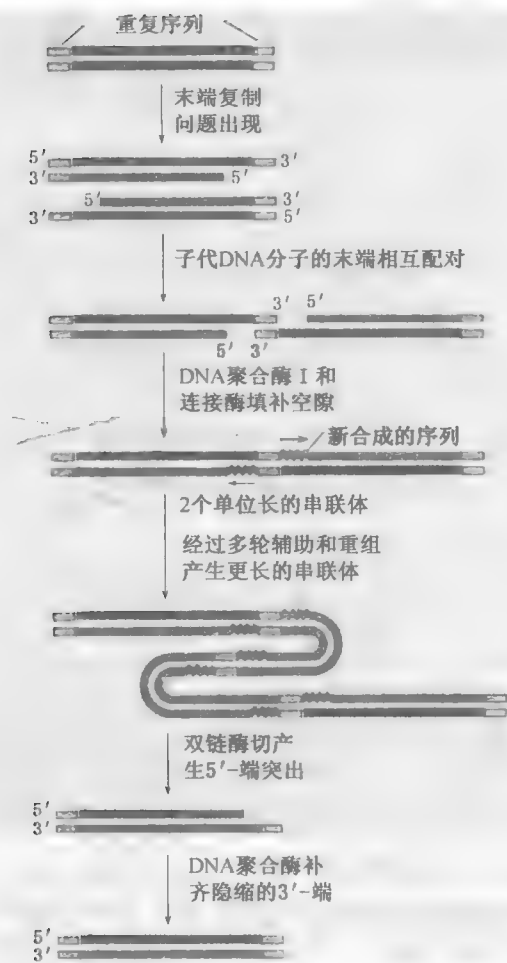 重复序列
末端复制
问题出现
5′ 3′
3′ 5′
5′ 3′
3′ 5′
子代DNA分子的末端相互配对
3′ 5′
5′ 3′
DNA聚合酶 I 和
连接酶填补空隙
新合成的序列
2个单位长的串联体
经过多轮辅助和重组
产生更长的串联体
双链酶切产
生5′-端突出
5′
3′
DNA聚合酶补
齐隐缩的3′-端
5′
3′